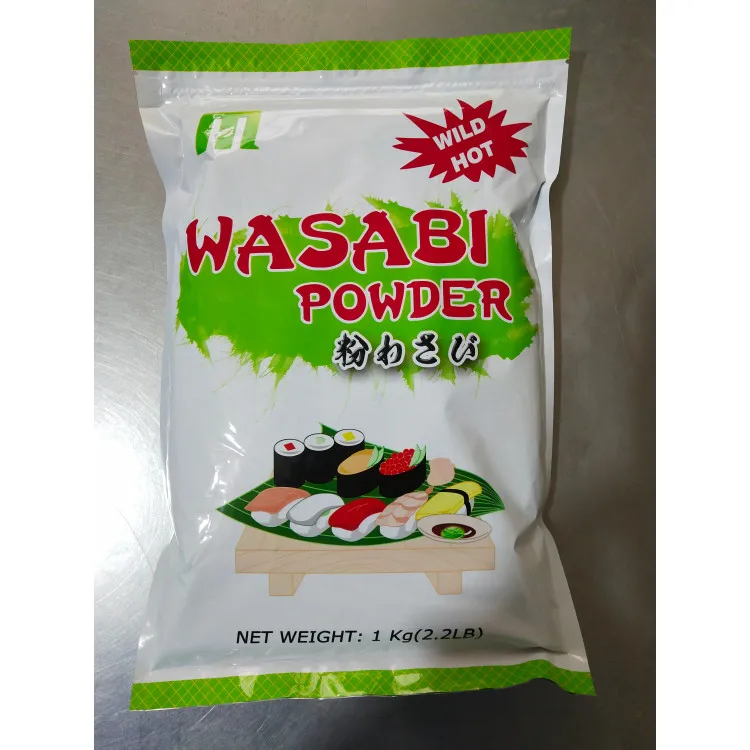 H
WILD
HOT
WASABI
POWDER
粉わさび
NET WEIGHT: 1 Kg(2.2LB)